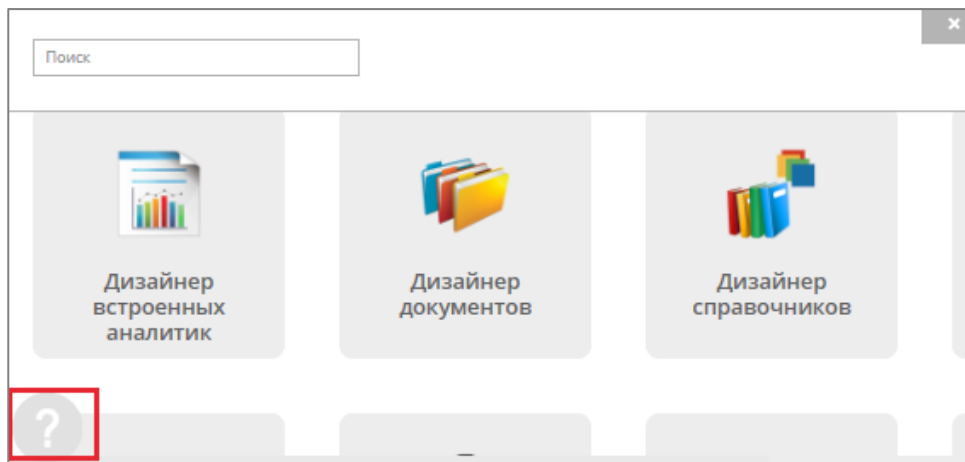 Поиск
Дизайнер
встроенных
аналитик
Дизайнер
документов
Дизайнер
справочников
?